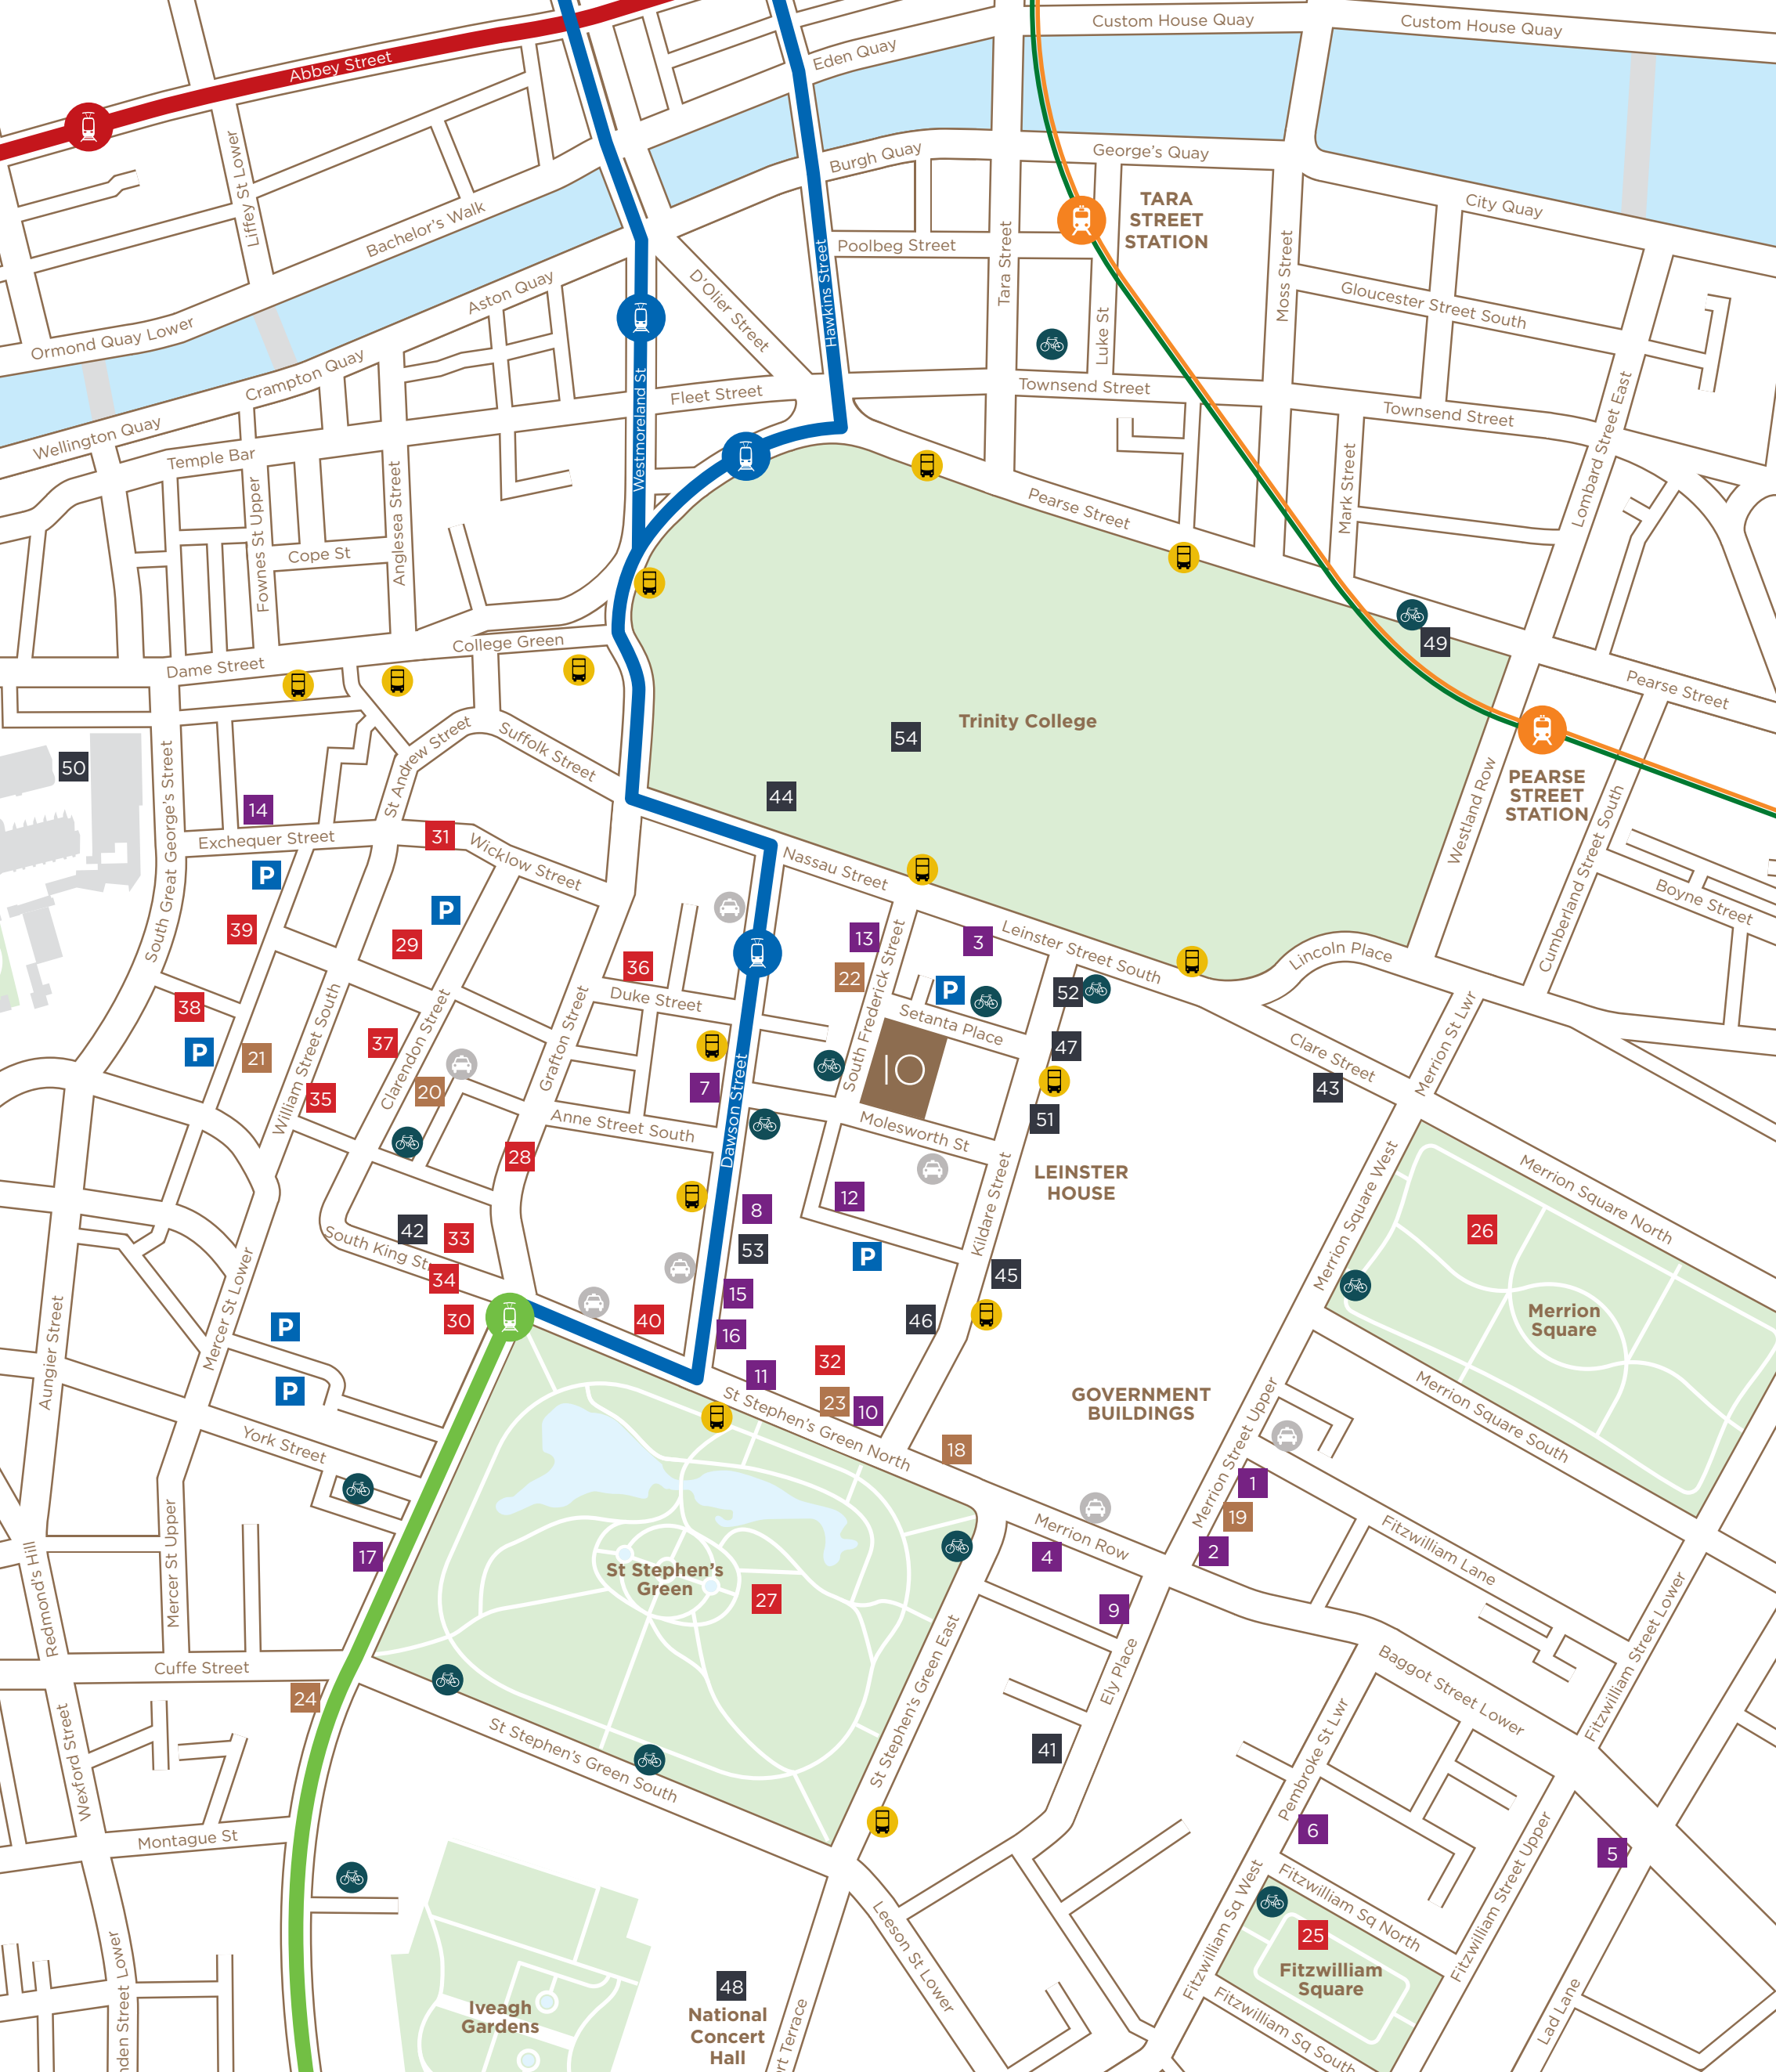 Custom House Quay
Custom House Quay
Eden Quay
Abbey Street
Liffey St Lower
Bachelor's Walk
Burgh Quay
George's Quay
TARA
STREET
STATION
City Quay
Poolbeg Street
Hawkins Street
Tara Street
Moss Street
D'Olier Street
Aston Quay
Ormond Quay Lower
Crampton Quay
Gloucester Street South
Luke St
Westmoreland St
Fleet Street
Townsend Street
Townsend Street
Lombard Street East
Wellington Quay
Temple Bar
Fownes St Upper
Anglesea Street
Cope St
Pearse Street
Mark Street
College Green
Dame Street
49
Pearse Street
Trinity College
54
St Andrew Street
Suffolk Street
50
44
14
PEARSE
STREET
STATION
Westland Row
Cumberland Street South
South Great George's Street
Exchequer Street
31
Wicklow Street
Nassau Street
P
P
Boyne Street
39
29
36
13
3
Leinster Street South
Lincoln Place
22
P
52
Duke Street
South Frederick Street
Setanta Place
38
P
21
William Street South
37
Clarendon Street
Grafton Street
20
35
7
Dawson Street
10
47
Clare Street
43
Merrion St Lwr
51
Anne Street South
Molesworth St
28
LEINSTER
HOUSE
Kildare Street
Merrion Square West
Merrion Square North
26
12
8
53
42
33
South King Str
34
30
P
45
15
40
16
46
Merrion
Square
Mercer St Lower
P
P
Aungier Street
32
11
23
10
St Stephen's Green North
GOVERNMENT
BUILDINGS
Merrion Square South
York Street
18
Merrion Street Upper
1
19
2
Merrion Row
4
9
Fitzwilliam Lane
17
Mercer St Upper
Redmond's Hill
St Stephen's
Green
27
Ely Place
Fitzwilliam Street Lower
Baggot Street Lower
Cuffe Street
24
Wexford Street
St Stephen's Green South
St Stephen's Green East
41
Pembroke St Lwr
6
5
Montague St
Fitzwilliam Street Upper
Fitzwilliam Sq West
Fitzwilliam Sq North
25
Fitzwilliam
Square
Fitzwilliam Sq South
Lad Lane
Leeson St Lower
48
National
Concert
Hall
Iveagh
Gardens
nden Street Lower
rt Terrace